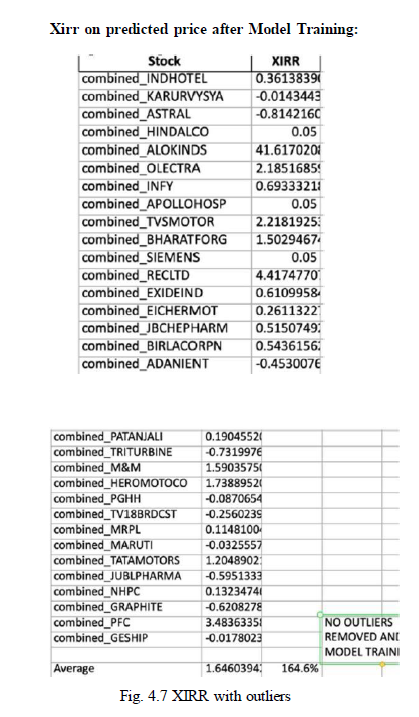 Xirr on predicted price after Model Training:
Stock XIRR
combined_INDHOTEL 0.3613839
combined_KARURVYSYA -0.0143443
combined_ASTRAL -0.814216
combined_HINDALCO 0.05
combined_ALOKINDS 41.617020
combined_OLECTRA 2.1851685
combined_INFY 0.6933321
combined_APOLLOHOSP 0.05
combined_TVSMOTOR 2.2181925
combined_BHARATFORG 1.5029467
combined_SIEMENS 0.05
combined_RECLTD 4.4174770
combined_EXIDEIND 0.6109958
combined_EICHERMOT 0.2611322
combined_JBCHEPHARM 0.5150749
combined_BIRLACORPN 0.5436156
combined_ADANIENT -0.453007
combined_PATANJALI 0.1904552
combined_TRITURBINE -0.7319976
combined_M&M 1.5903575
combined_HEROMOTOCO 1.7388952
combined_PGHH -0.0870654
combined_TV18BRDCST -0.2560239
combined_MRPL 0.1148100
combined_MARUTI -0.0325557
combined_TATAMOTORS 1.2048902
combined_JUBLPHARMA -0.5951333
combined_NHPC 0.1323474
combined_GRAPHITE -0.6208278
combined_PFC 3.4836335
combined_GESHIP -0.0178023
NO OUTLIERS
REMOVED
MODEL
Average 1.6460394 164.6%
Fig. 4.7 XIRR with outliers